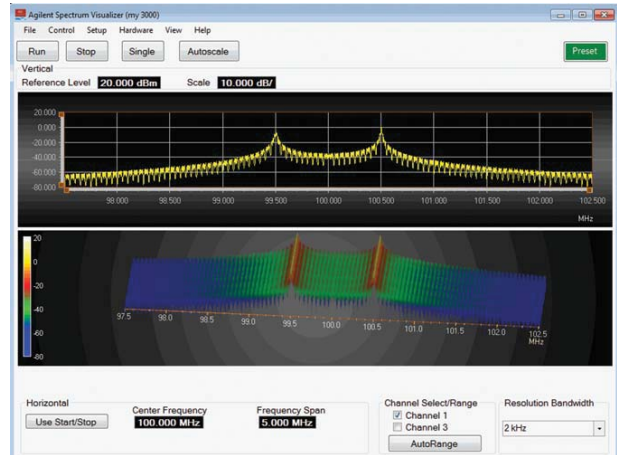 Agilent Spectrum Visualizer (my 3000)
File Control Setup Hardware View Help
Run Stop Single Autoscale Preset
Vertical
Reference Level 20.000 dBm Scale 10.000 dB/
20.000
0.000
-20.000
-40.000
-60.000
-80.000
98.000 98.500 99.000 99.500 100.000 100.500 101.000 101.500 102.000 102.500
MHz
20
0
-20
-40
-60
-80
97.5 98.0 98.5 99.0 99.5 100.0 100.5 101.0 101.5 102.0 102.5
MHz
Horizontal
Use Start/Stop
Center Frequency
100.000 MHz
Frequency Span
5.000 MHz
Channel Select/Range
Channel 1
Channel 3
AutoRange
Resolution Bandwidth
2 kHz